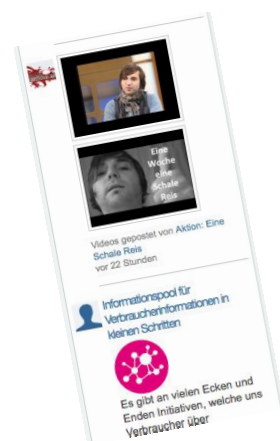 Eine
Woche
eine
Schale
Reis
Videos gepostet von Aktion: Eine
Schale Reis
vor 22 Stunden
Informationspool für
Verbraucherinformationen in
kleinen Schritten
Es gibt an vielen Ecken und
Enden Initiativen, welche uns
Verbraucher über